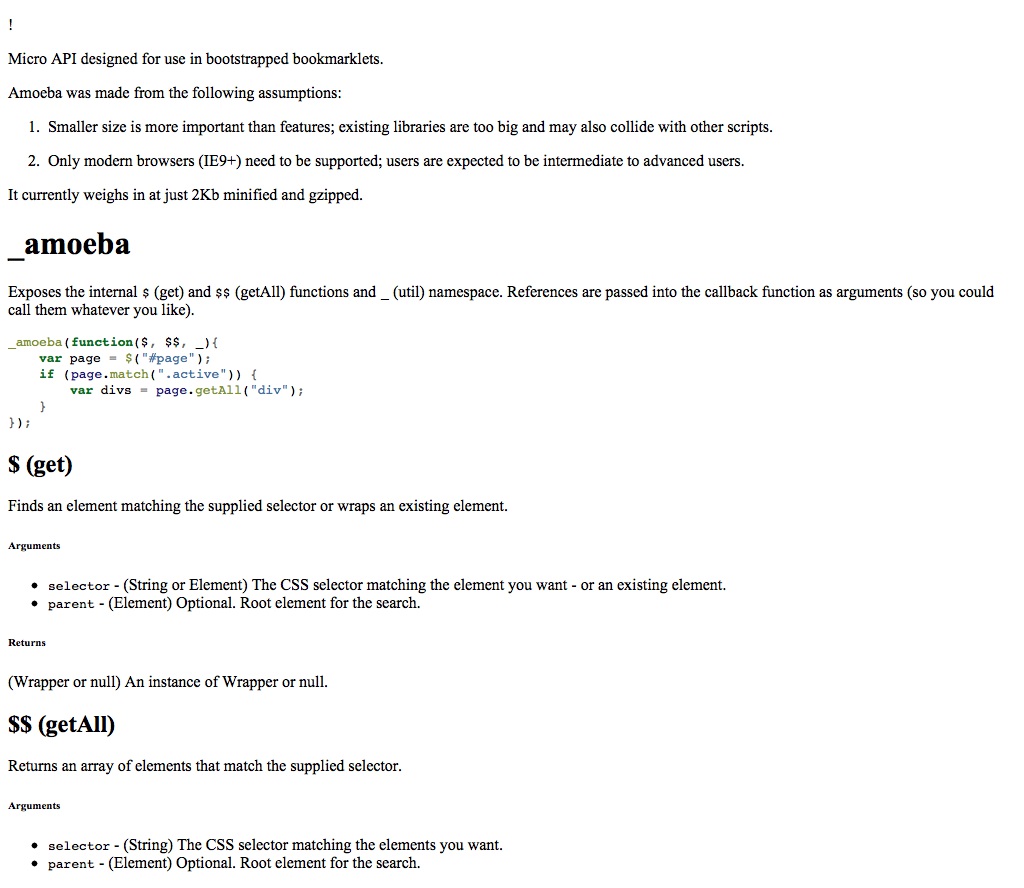 !
Micro API designed for use in bootstrapped bookmarklets.
Amoeba was made from the following assumptions:
1. Smaller size is more important than features; existing libraries are too big and may also collide with other scripts.
2. Only modern browsers (IE9+) need to be supported; users are expected to be intermediate to advanced users.
It currently weighs in at just 2Kb minified and gzipped.
_amoeba
Exposes the internal $ (get) and $$ (getAll) functions and _ (util) namespace. References are passed into the callback function as arguments (so you could
call them whatever you like).
_amoeba(function($, $$, _){
    var page = $("#page");
    if (page.match(".active")) {
        var divs = page.getAll("div");
    }
});
$ (get)
Finds an element matching the supplied selector or wraps an existing element.
Arguments
• selector - (String or Element) The CSS selector matching the element you want - or an existing element.
• parent - (Element) Optional. Root element for the search.
Returns
(Wrapper or null) An instance of Wrapper or null.
$$ (getAll)
Returns an array of elements that match the supplied selector.
Arguments
• selector - (String) The CSS selector matching the elements you want.
• parent - (Element) Optional. Root element for the search.